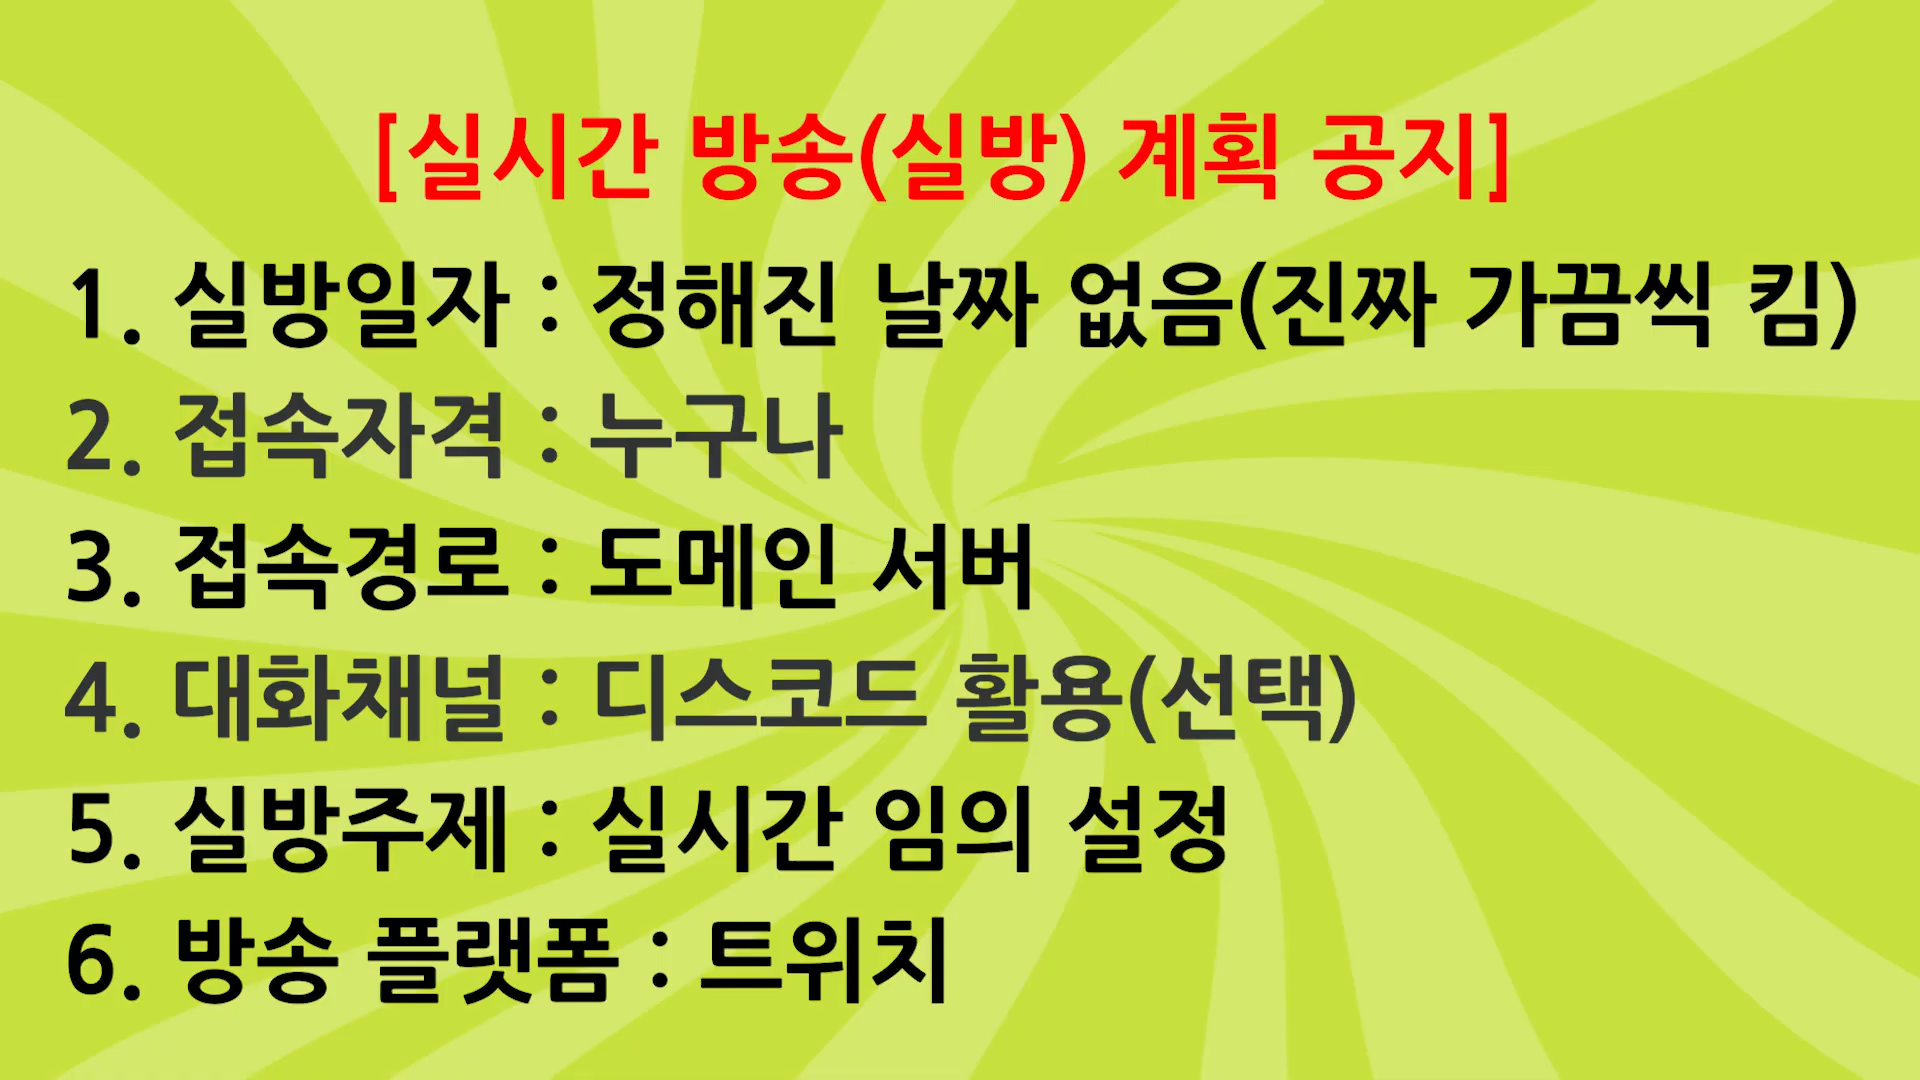 [실시간 방송(실방) 계획 공지]
1. 실방일자 : 정해진 날짜 없음(진짜 가끔씩 킴)
2. 접속자격 : 누구나
3. 접속경로 : 도메인 서버
4. 대화채널 : 디스코드 활용(선택)
5. 실방주제 : 실시간 임의 설정
6. 방송 플랫폼 : 트위치